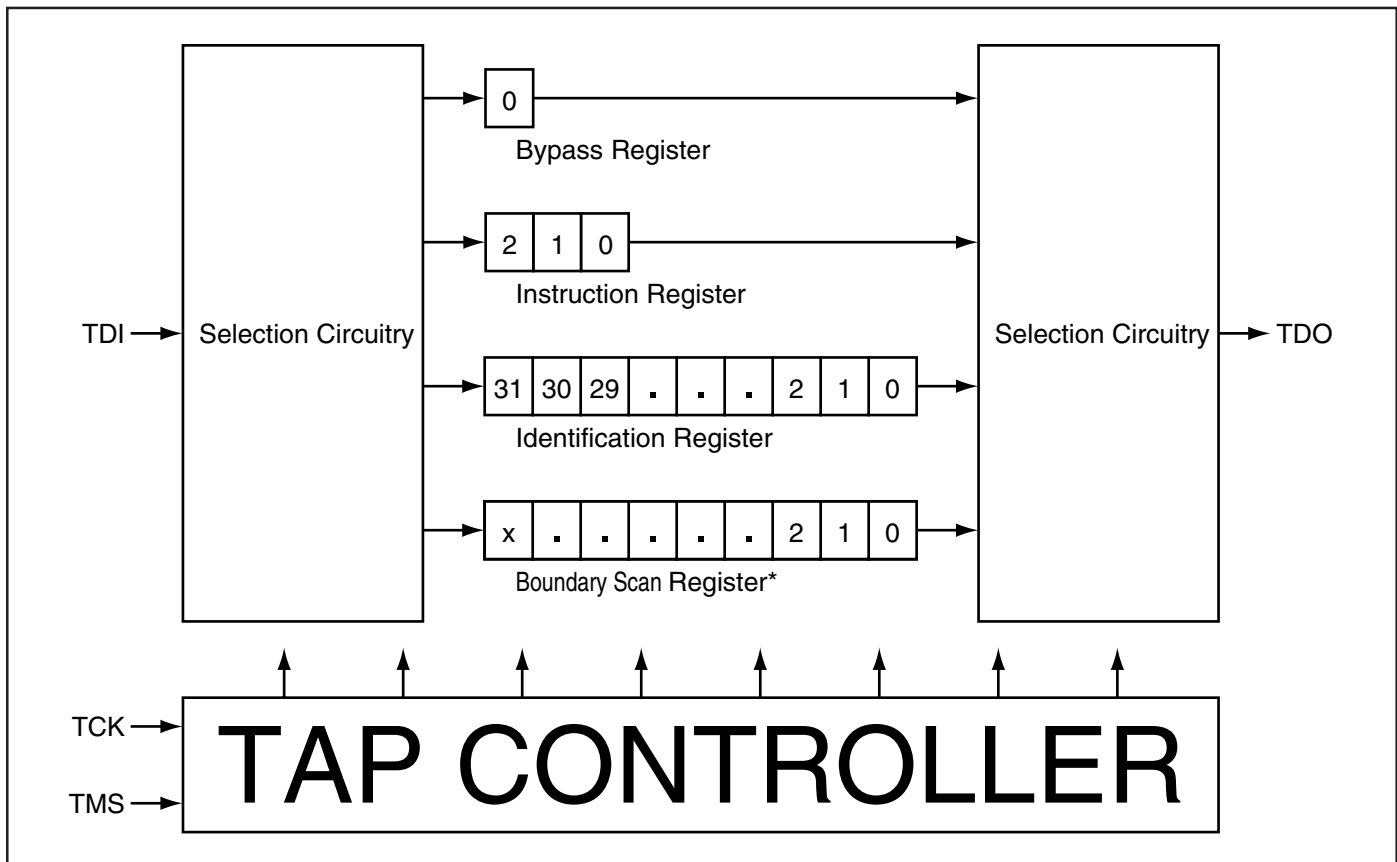 0
Bypass Register
2 1 0
Instruction Register
TDI
Selection Circuitry
Selection Circuitry
TDO
31 30 29 . . . 2 1 0
Identification Register
x . . . . . 2 1 0
Boundary Scan Register*
TCK
TMS
TAP CONTROLLER